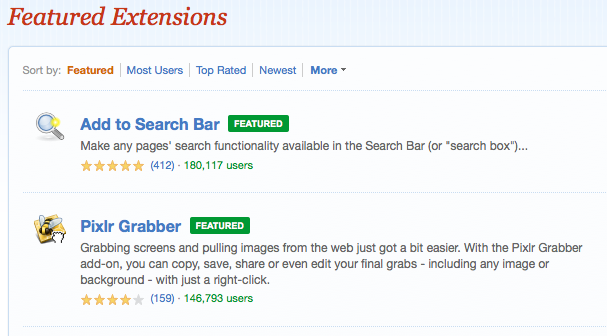 Featured Extensions
Sort by: Featured Most Users Top Rated Newest More
Add to Search Bar FEATURED
Make any pages' search functionality available in the Search Bar (or "search box")...
(412) · 180,117 users
Pixlr Grabber FEATURED
Grabbing screens and pulling images from the web just got a bit easier. With the Pixlr Grabber
add-on, you can copy, save, share or even edit your final grabs - including any image or
background - with just a right-click.
(159) · 146,793 users